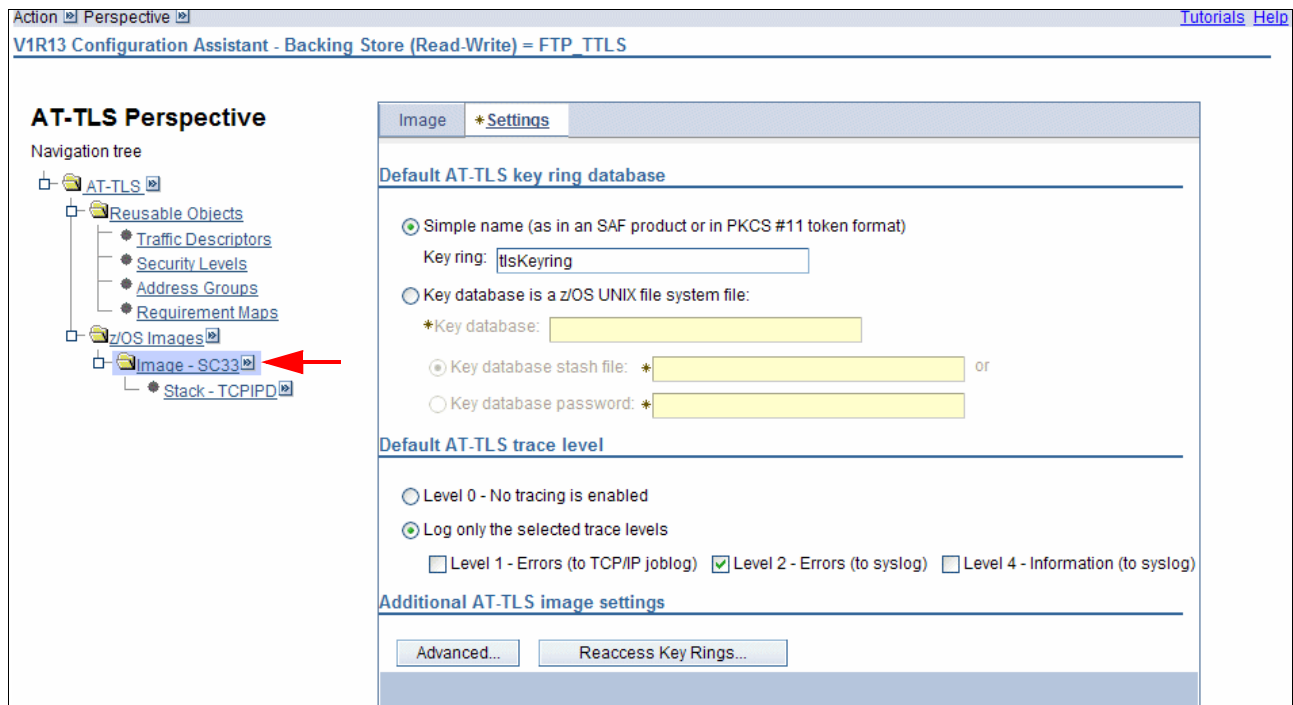 Action Perspective Tutorials Help
V1R13 Configuration Assistant - Backing Store (Read-Write) = FTP_TTLS
AT-TLS Perspective
Navigation tree
AT-TLS
Reusable Objects
Traffic Descriptors
Security Levels
Address Groups
Requirement Maps
z/OS Images
Image - SC33
Stack - TCPIPD
Image *Settings
Default AT-TLS key ring database
Simple name (as in an SAF product or in PKCS #11 token format)
Key ring: tlsKeyring
Key database is a z/OS UNIX file system file:
*Key database:
Key database stash file: * or
Key database password: *
Default AT-TLS trace level
Level 0 - No tracing is enabled
Log only the selected trace levels
Level 1 - Errors (to TCP/IP joblog) Level 2 - Errors (to syslog) Level 4 - Information (to syslog)
Additional AT-TLS image settings
Advanced... Reaccess Key Rings...